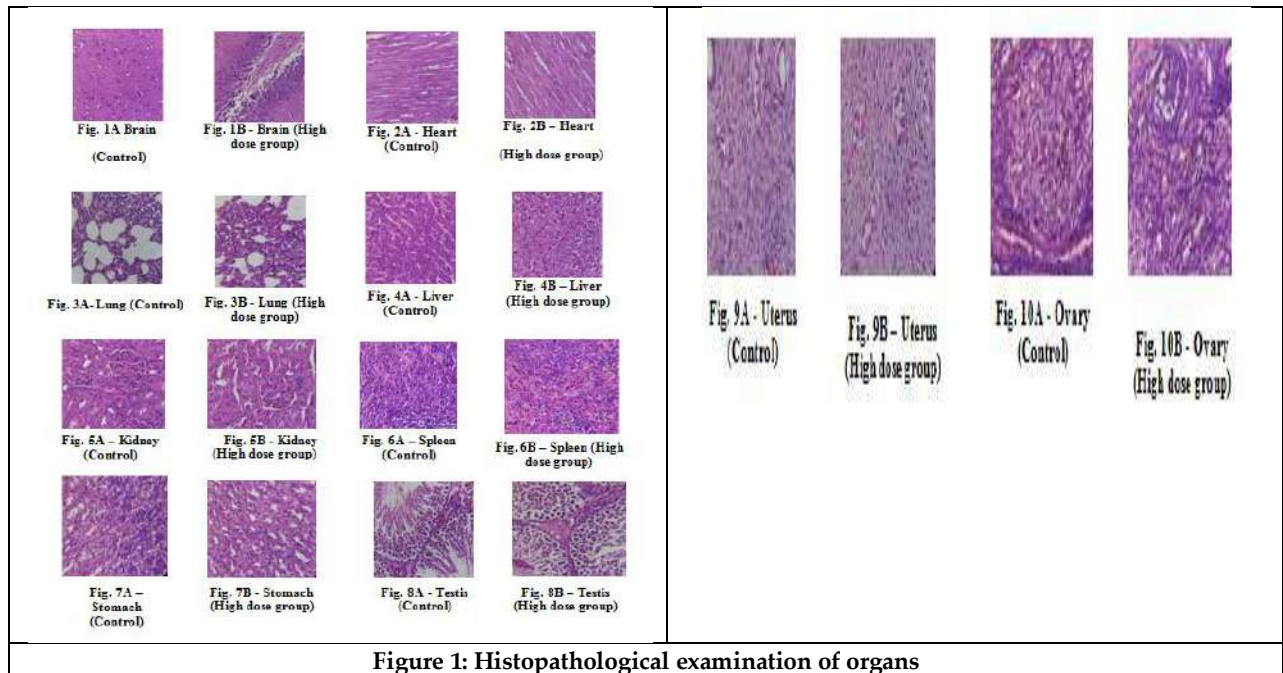 Fig. 1A Brain
(Control)
Fig. 1B - Brain (High
dose group)
Fig. 2A - Heart
(Control)
Fig. 2B – Heart
(High dose group)
Fig. 3A-Lung (Control)
Fig. 3B - Lung (High
dose group)
Fig. 4A - Liver
(Control)
Fig. 4B – Liver
(High dose group)
Fig. 5A – Kidney
(Control)
Fig. 5B - Kidney
(High dose group)
Fig. 6A – Spleen
(Control)
Fig. 6B – Spleen (High
dose group)
Fig. 7A –
Stomach
(Control)
Fig. 7B - Stomach
(High dose group)
Fig. 8A - Testis
(Control)
Fig. 8B – Testis
(High dose group)
Fig. 9A - Uterus
(Control)
Fig. 9B – Uterus
(High dose group)
Fig. 10A - Ovary
(Control)
Fig. 10B - Ovary
(High dose group)
Figure 1: Histopathological examination of organs